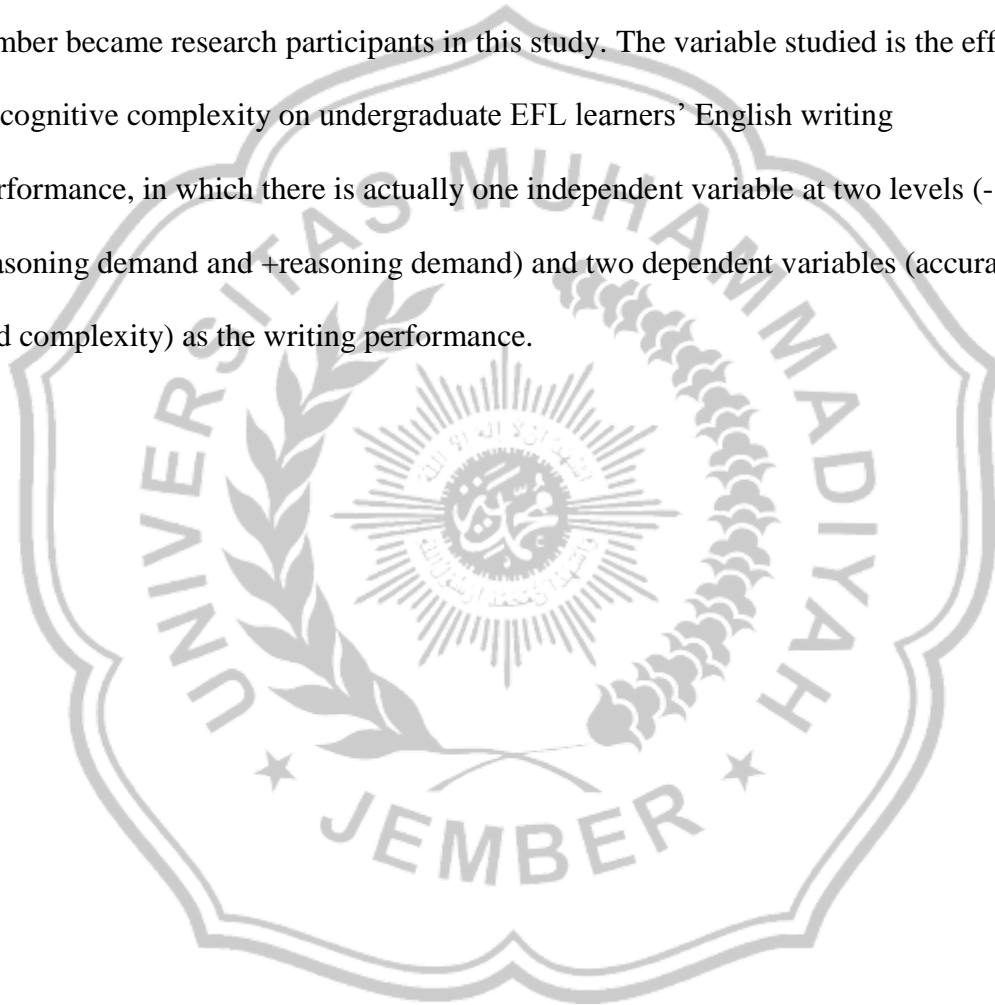 mber became research participants in this study. The variable studied is the eff
cognitive complexity on undergraduate EFL learners’ English writing
rformance, in which there is actually one independent variable at two levels (-
asoning demand and +reasoning demand) and two dependent variables (accura
d complexity) as the writing performance.
UNIVERSITAS MUHAMMADIYAH
JEMBER